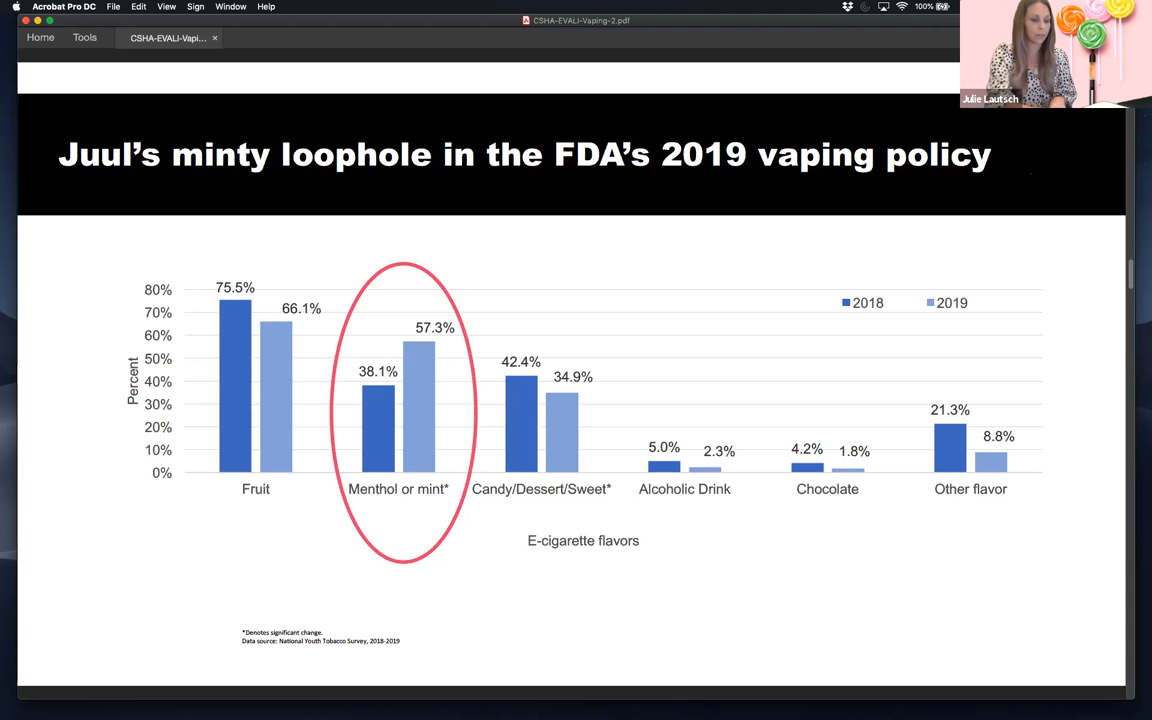 Acrobat Pro DC File Edit View Sign Window Help
100%
CSHA-EVALI-Vaping-2.pdf
Home Tools CSHA-EVALI-Vapi... ×
Julie Lautsch
Juul's minty loophole in the FDA's 2019 vaping policy
2018 2019
Percent
80%
70%
60%
50%
40%
30%
20%
10%
0%
75.5% 66.1%
38.1% 57.3%
42.4% 34.9%
5.0% 2.3%
4.2% 1.8%
21.3% 8.8%
Fruit Menthol or mint* Candy/Dessert/Sweet* Alcoholic Drink Chocolate Other flavor
E-cigarette flavors
*Denotes significant change.
Data source: National Youth Tobacco Survey, 2018-2019